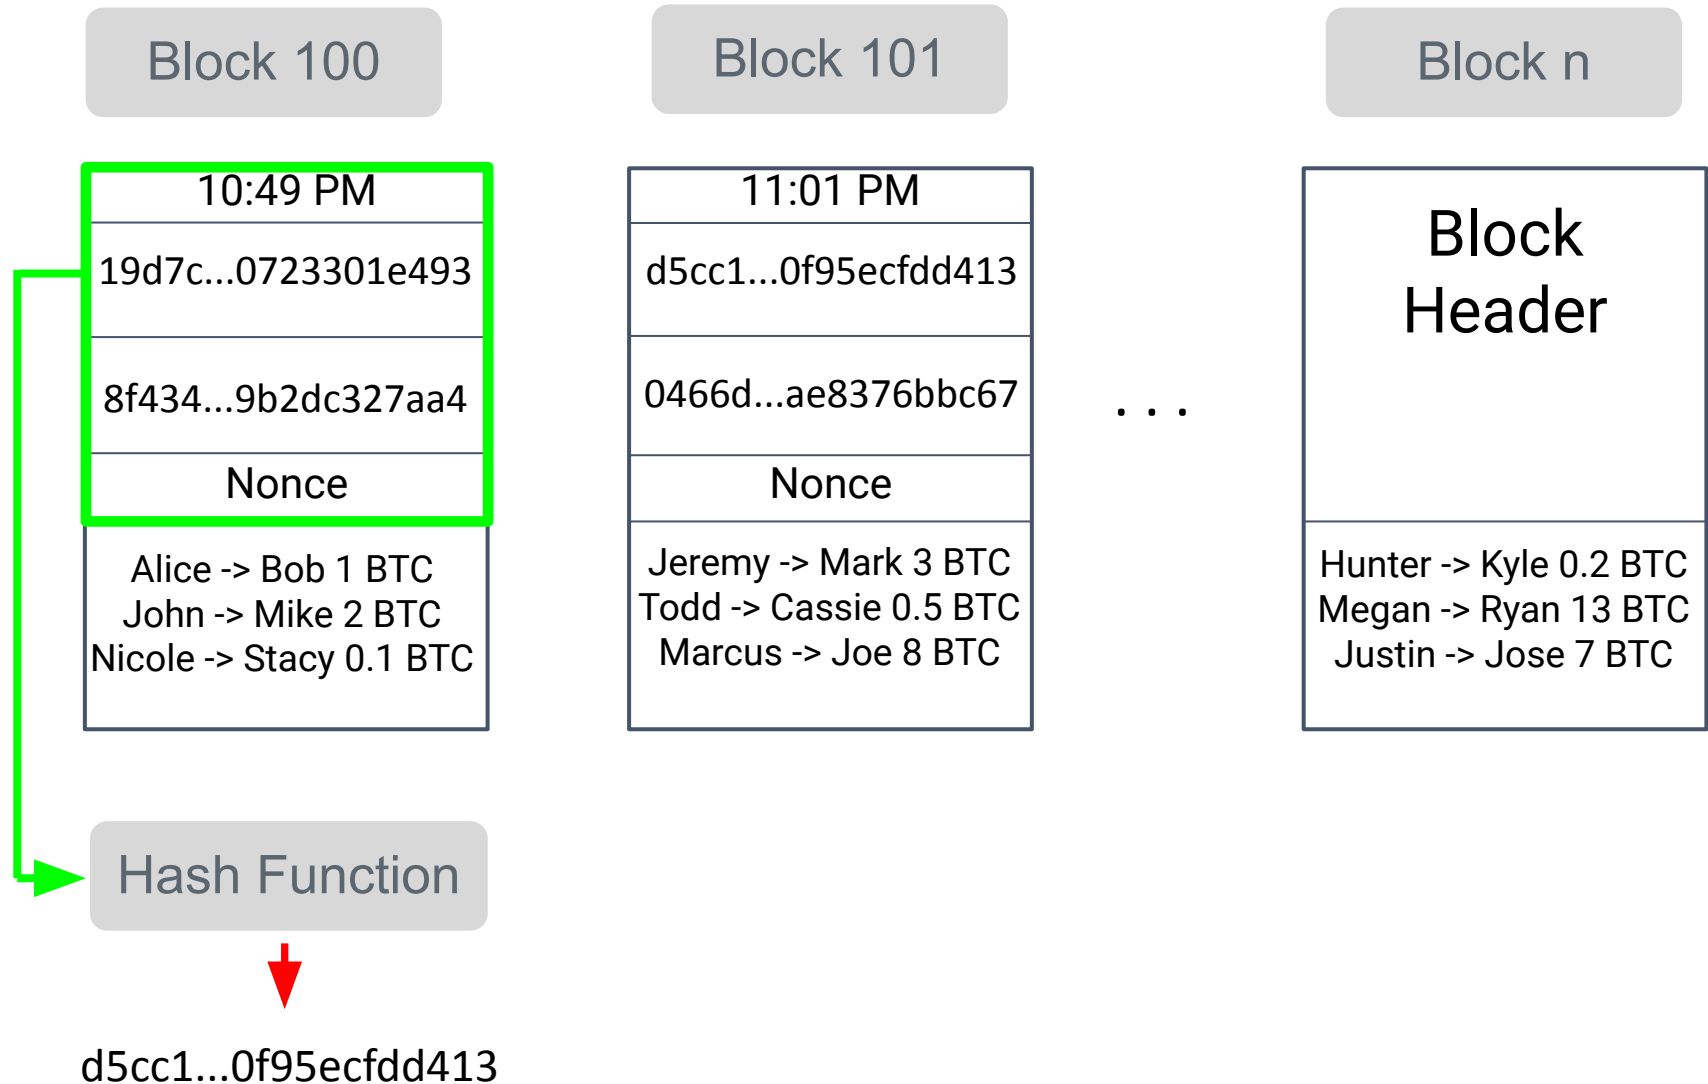 Block 100
10:49 PM
19d7c...0723301e493
8f434...9b2dc327aa4
Nonce
Alice -> Bob 1 BTC
John -> Mike 2 BTC
Nicole -> Stacy 0.1 BTC
Hash Function
d5cc1...0f95ecfdd413
Block 101
11:01 PM
d5cc1...0f95ecfdd413
0466d...ae8376bbc67
Nonce
Jeremy -> Mark 3 BTC
Todd -> Cassie 0.5 BTC
Marcus -> Joe 8 BTC
. . .
Block n
Block
Header
Hunter -> Kyle 0.2 BTC
Megan -> Ryan 13 BTC
Justin -> Jose 7 BTC